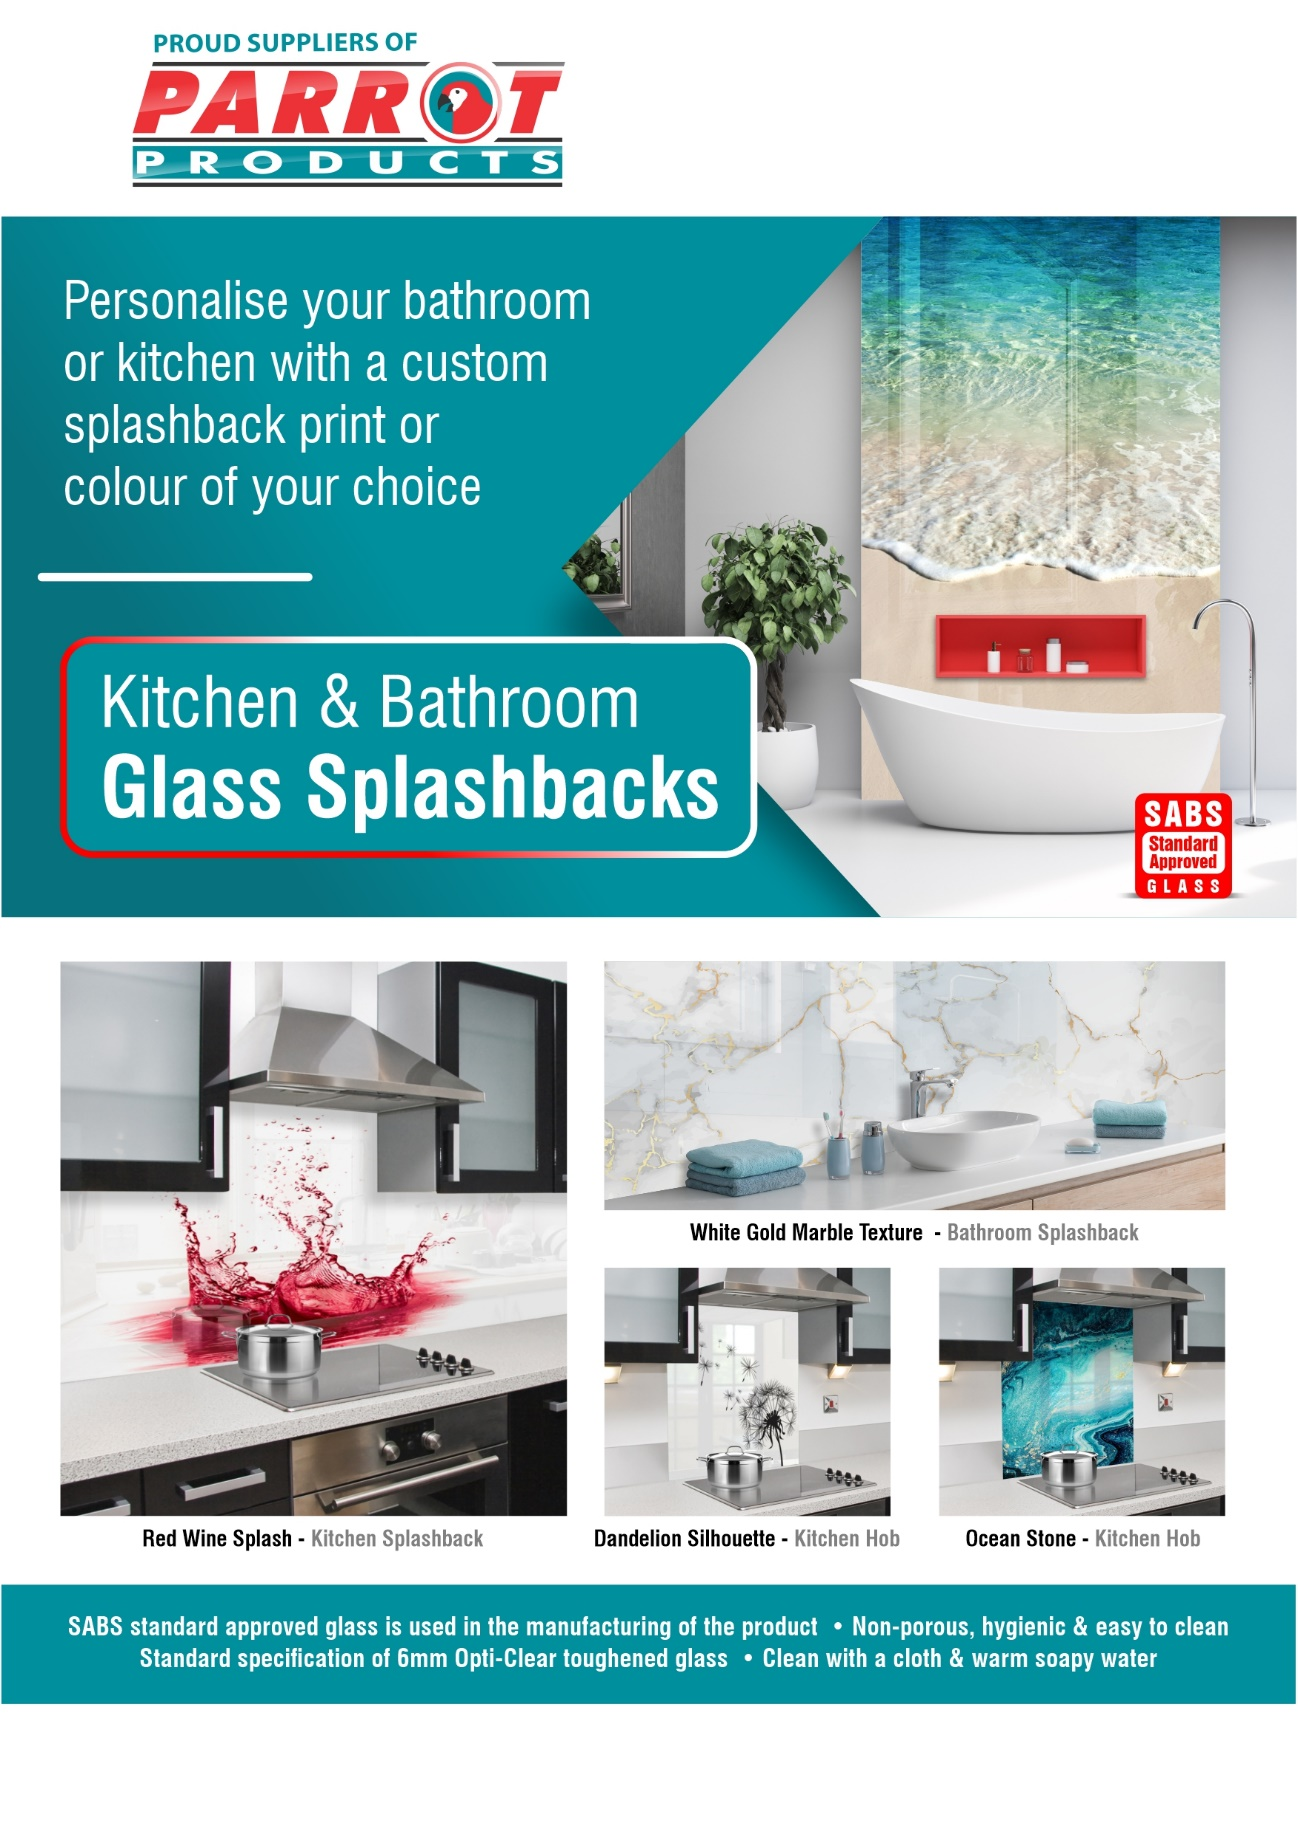 PROUD SUPPLIERS OF
PARROT
PRODUCTS
Personalise your bathroom
or kitchen with a custom
splashback print or
colour of your choice
Kitchen & Bathroom
Glass Splashbacks
SABS
Standard
Approved
GLASS
White Gold Marble Texture - Bathroom Splashback
Red Wine Splash - Kitchen Splashback
Dandelion Silhouette - Kitchen Hob
Ocean Stone - Kitchen Hob
SABS standard approved glass is used in the manufacturing of the product • Non-porous, hygienic & easy to clean
Standard specification of 6mm Opti-Clear toughened glass • Clean with a cloth & warm soapy water